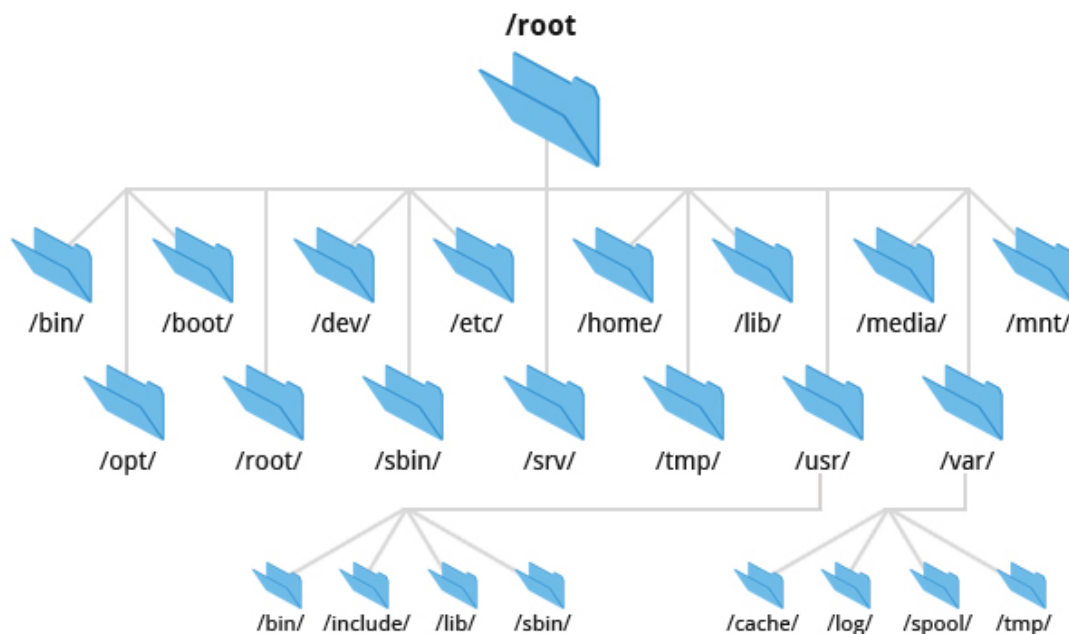 /root
/bin/ /boot/ /dev/ /etc/ /home/ /lib/ /media/ /mnt/
/opt/ /root/ /sbin/ /srv/ /tmp/ /usr/ /var/
/bin/ /include/ /lib/ /sbin/ /cache/ /log/ /spool/ /tmp/